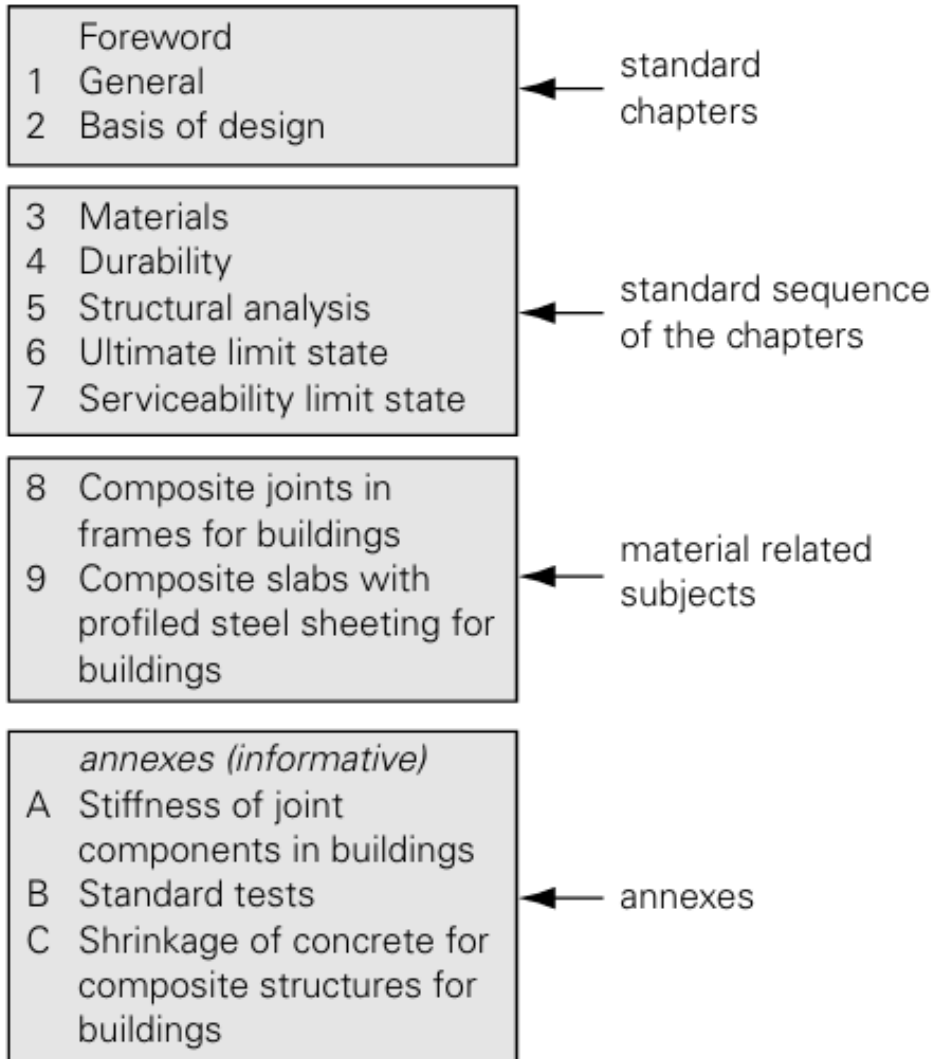 Foreword
1 General
2 Basis of design
standard
chapters
3 Materials
4 Durability
5 Structural analysis
6 Ultimate limit state
7 Serviceability limit state
standard sequence
of the chapters
8 Composite joints in
frames for buildings
9 Composite slabs with
profiled steel sheeting for
buildings
material related
subjects
annexes (informative)
A Stiffness of joint
components in buildings
B Standard tests
C Shrinkage of concrete for
composite structures for
buildings
annexes